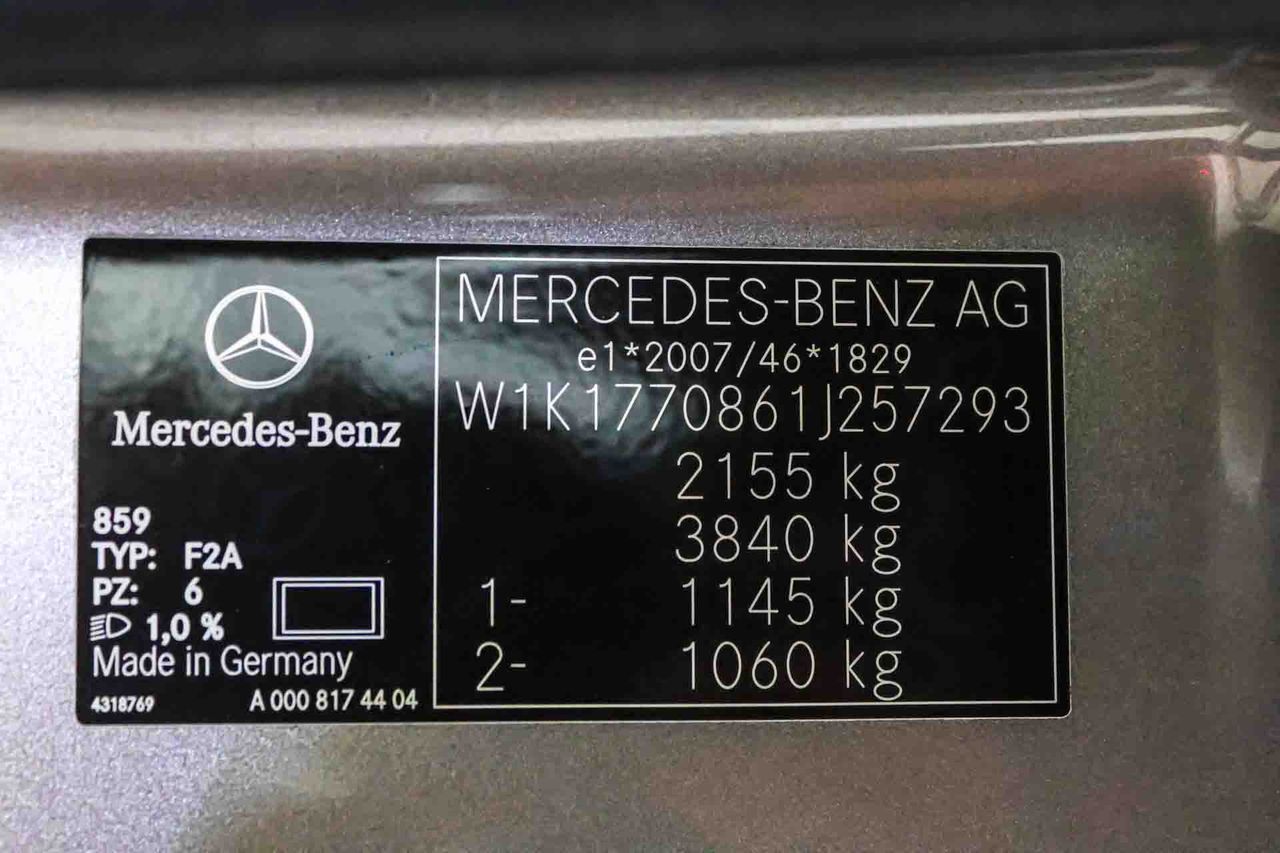 Mercedes-Benz
859
TYP: F2A
PZ: 6
1,0 %
Made in Germany
4318769 A 000 817 44 04
MERCEDES-BENZ AG
e1*2007/46*1829
W1K1770861J257293
2155 kg
3840 kg
1- 1145 kg
2- 1060 kg